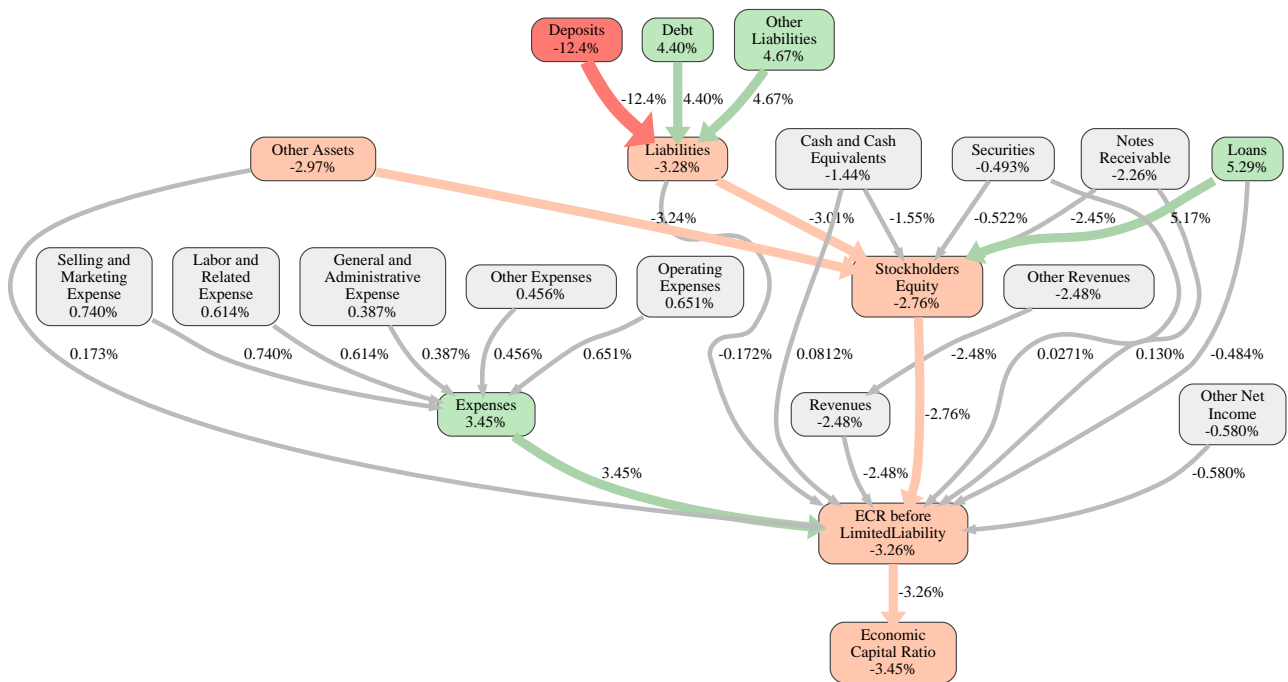 Deposits
-12.4%
Debt
4.40%
Other
Liabilities
4.67%
-12.4%
4.40%
4.67%
Other Assets
-2.97%
Liabilities
-3.28%
Cash and Cash
Equivalents
-1.44%
Securities
-0.493%
Notes
Receivable
-2.26%
Loans
5.29%
-3.24%
-3.01%
-1.55%
-0.522%
-2.45%
5.17%
Selling and
Marketing
Expense
0.740%
Labor and
Related
Expense
0.614%
General and
Administrative
Expense
0.387%
Other Expenses
0.456%
Operating
Expenses
0.651%
Stockholders
Equity
-2.76%
Other Revenues
-2.48%
0.173%
0.740%
0.614%
0.387%
0.456%
0.651%
-0.172%
0.0812%
-2.48%
0.0271%
0.130%
-0.484%
Expenses
3.45%
Revenues
-2.48%
-2.76%
Other Net
Income
-0.580%
3.45%
-2.48%
-0.580%
ECR before
LimitedLiability
-3.26%
-3.26%
Economic
Capital Ratio
-3.45%